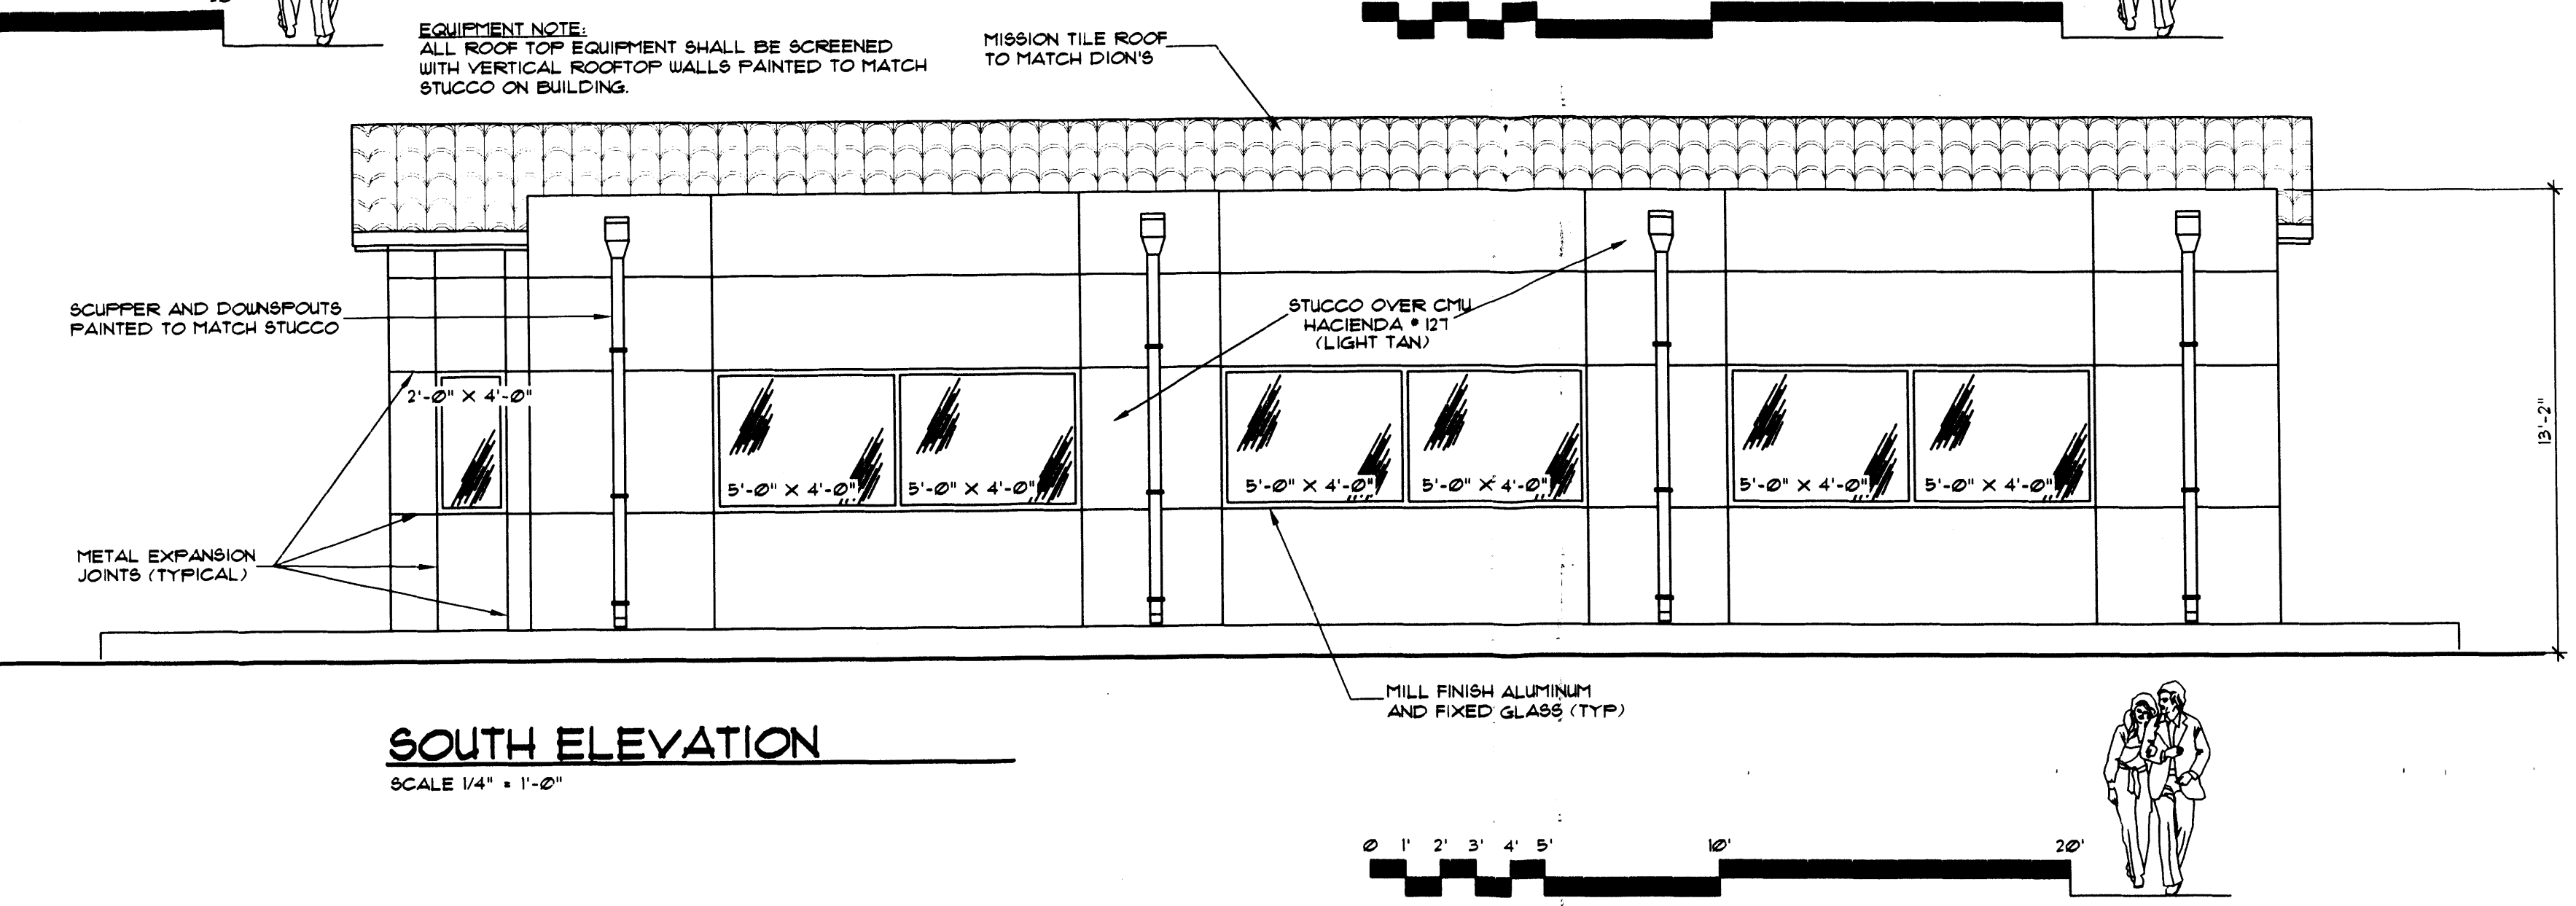 EQUIPMENT NOTE:
ALL ROOF TOP EQUIPMENT SHALL BE SCREENED
WITH VERTICAL ROOFTOP WALLS PAINTED TO MATCH
STUCCO ON BUILDING.
MISSION TILE ROOF
TO MATCH DION'S
SCUPPER AND DOWNSPOUTS
PAINTED TO MATCH STUCCO
STUCCO OVER CMU
HACIENDA # 127
(LIGHT TAN)
13'-2"
2'-0" X 4'-0"
5'-0" X 4'-0"
5'-0" X 4'-0"
5'-0" X 4'-0"
5'-0" X 4'-0"
5'-0" X 4'-0"
5'-0" X 4'-0"
METAL EXPANSION
JOINTS (TYPICAL)
MILL FINISH ALUMINUM
AND FIXED GLASS (TYP)
SOUTH ELEVATION
SCALE 1/4" = 1'-0"
0 1' 2' 3' 4' 5' 10' 20'